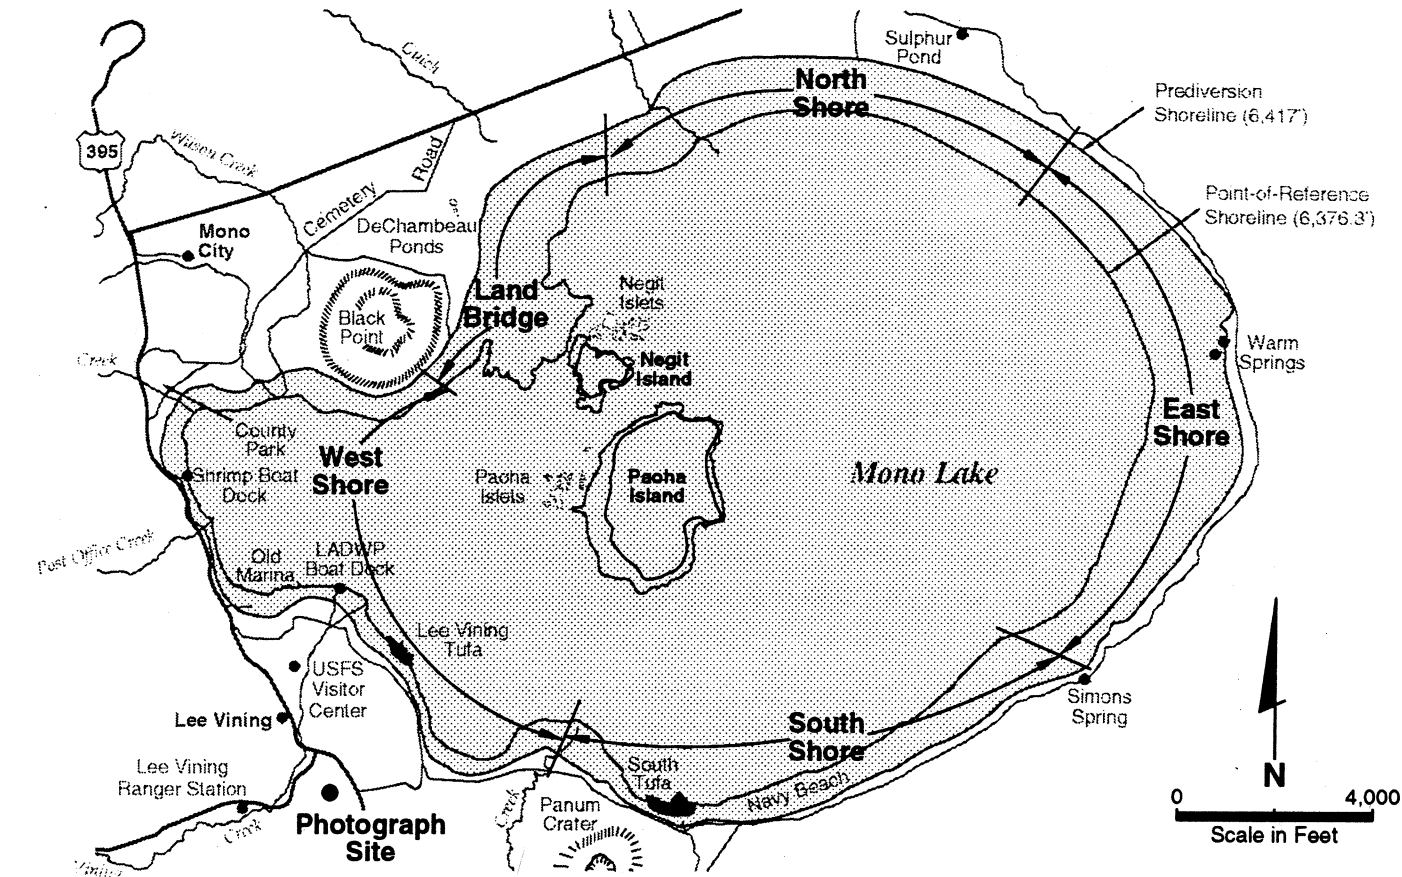 Gulch
Sulphur
Pond
North
Shore
Prediversion
Shoreline (6,417')
395
Wilson Creek
Road
Cemetery
Point-of-Reference
Shoreline (6,376.3')
DeChambeau
Ponds
Mono
City
Negit
Islets
Land
Bridge
Black
Point
Warm
Springs
Creek
Negit
Island
East
Shore
County
Park
West
Shore
Mono Lake
Shrimp Boat
Dock
Paoha
Islets
Paoha
Island
Post Office Creek
Old
Marina
LADWP
Boat Dock
Lee Vining
Tufa
USFS
Visitor
Center
Simons
Spring
Lee Vining
South
Shore
South
Tufa
Lee Vining
Ranger Station
Navy Beach
N
0 4,000
Scale in Feet
Creek
Panum
Crater
Photograph
Site
Creek
Vining